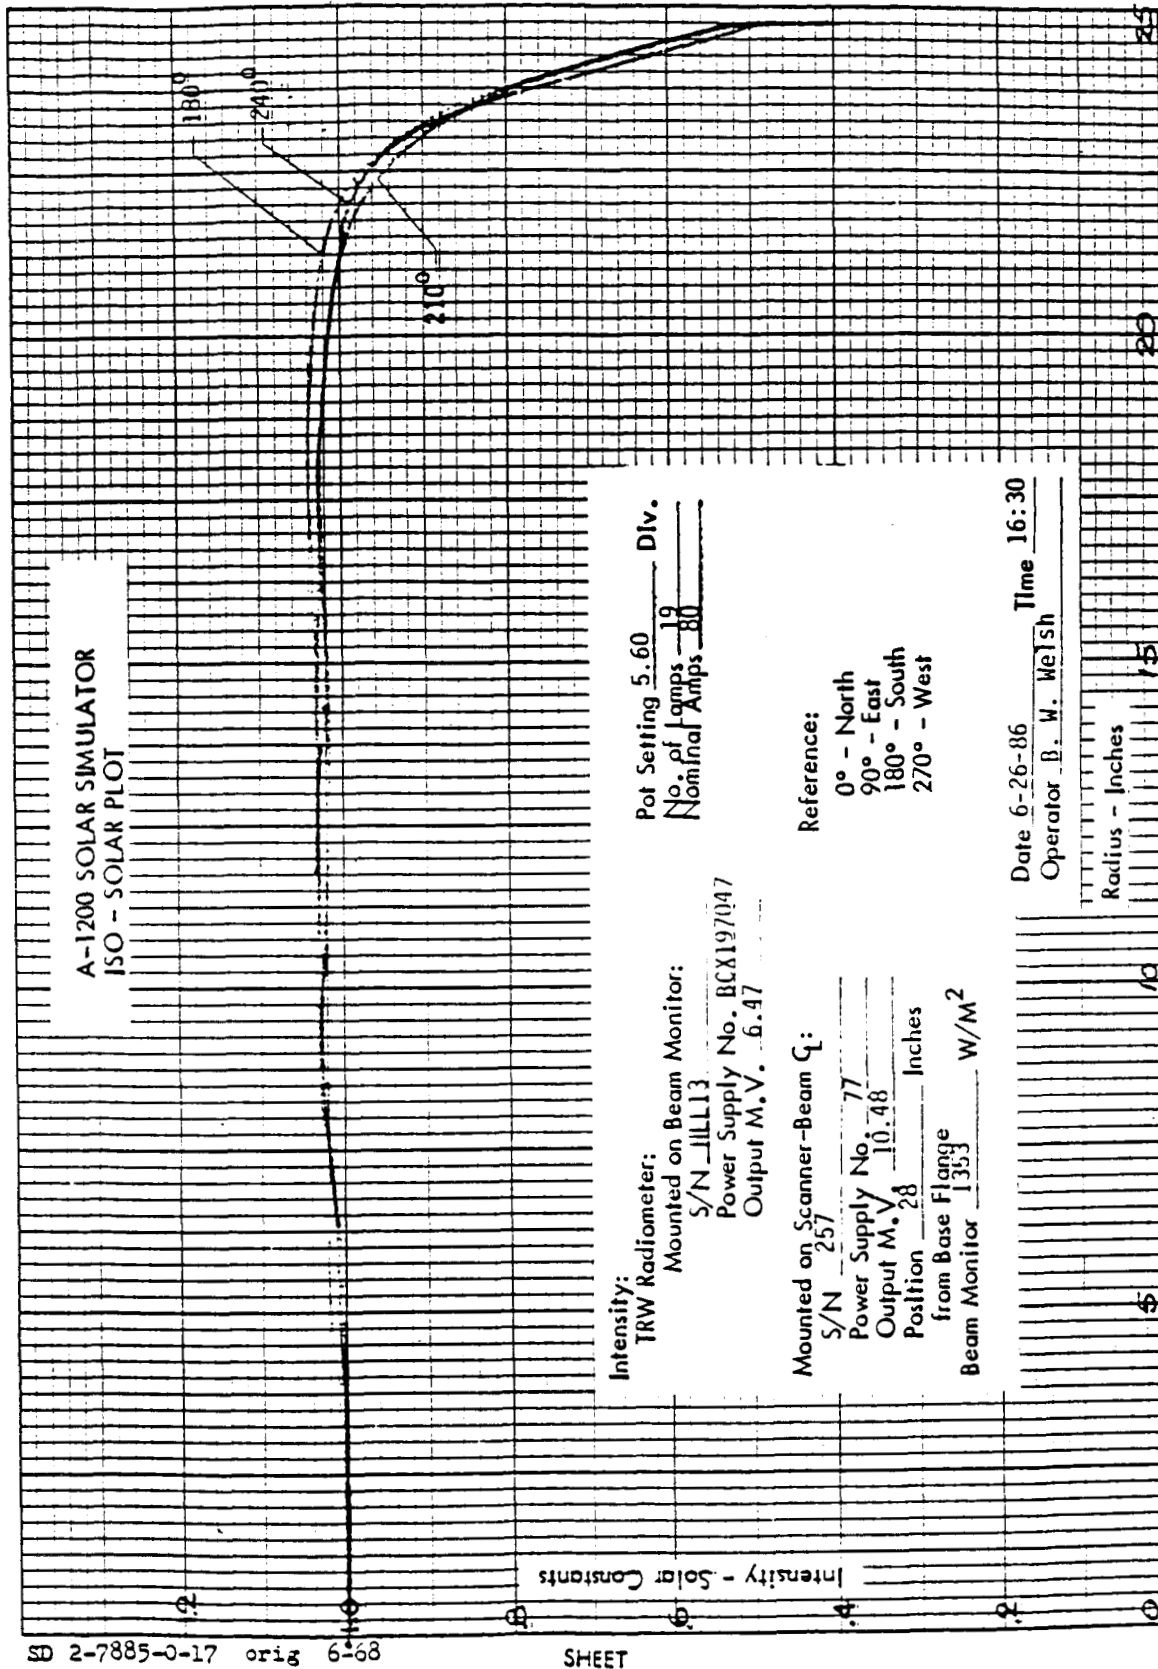 A-1200 SOLAR SIMULATOR
ISO - SOLAR PLOT
180°
240°
210°
Intensity:
TRW Radiometer:
Mounted on Beam Monitor:
S/N
Power Supply No. BCX197047
Output M.V. 6.47
Pot Setting 5.60 Div.
No. of Lamps 19
Nominal Amps 80
Mounted on Scanner-Beam CL:
S/N 257
Power Supply No. 77
Output M.V. 10.48
Position 28 Inches
from Base Flange
Beam Monitor 1353 W/M²
Reference:
0° - North
90° - East
180° - South
270° - West
Date 6-26-86 Time 16:30
Operator B. W. Welsh
Radius - Inches
0 5 10 15 20 25
Intensity - Solar Constants
1.2
1.0
.8
.6
.4
.2
SD 2-7885-0-17 orig 6-68
SHEET